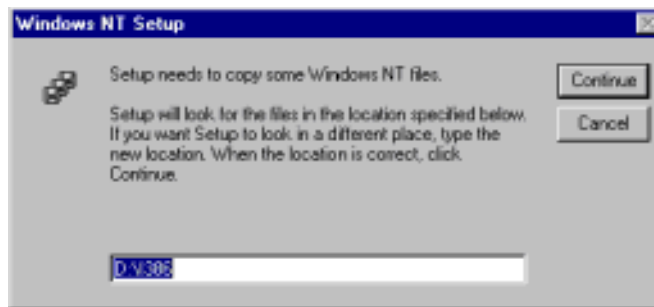 Windows NT Setup
Setup needs to copy some Windows NT files.
Continue
Setup will look for the files in the location specified below.
If you want Setup to look in a different place, type the
new location. When the location is correct, click
Continue.
Cancel
D:\I386